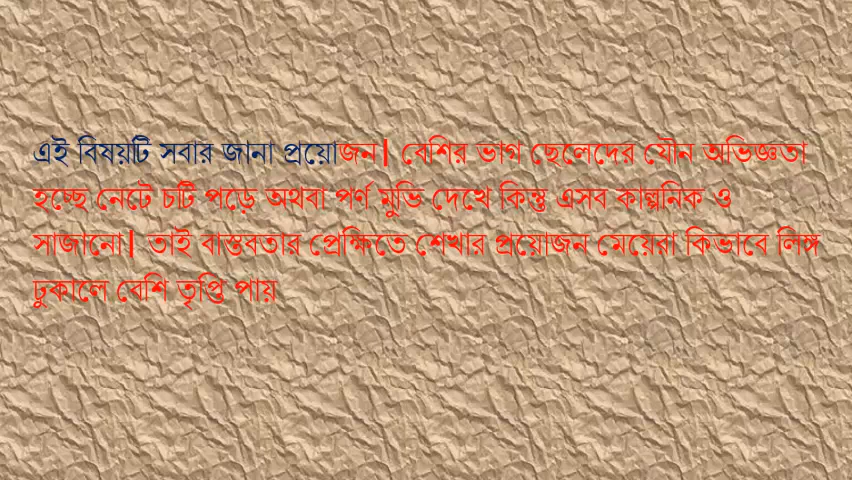 এই বিষয়টি সবার জানা প্রয়োজন| বেশির ভাগ ছেলেদের যৌন অভিজ্ঞতা
হচ্ছে নেটে চটি পড়ে অথবা পর্ণ মুভি দেখে কিন্তু এসব কাল্পনিক ও
সাজানো| তাই বাস্তবতার প্রেক্ষিতে শেখার প্রয়োজন মেয়েরা কিভাবে লিঙ্গ
ঢুকালে বেশি তৃপ্তি পায়